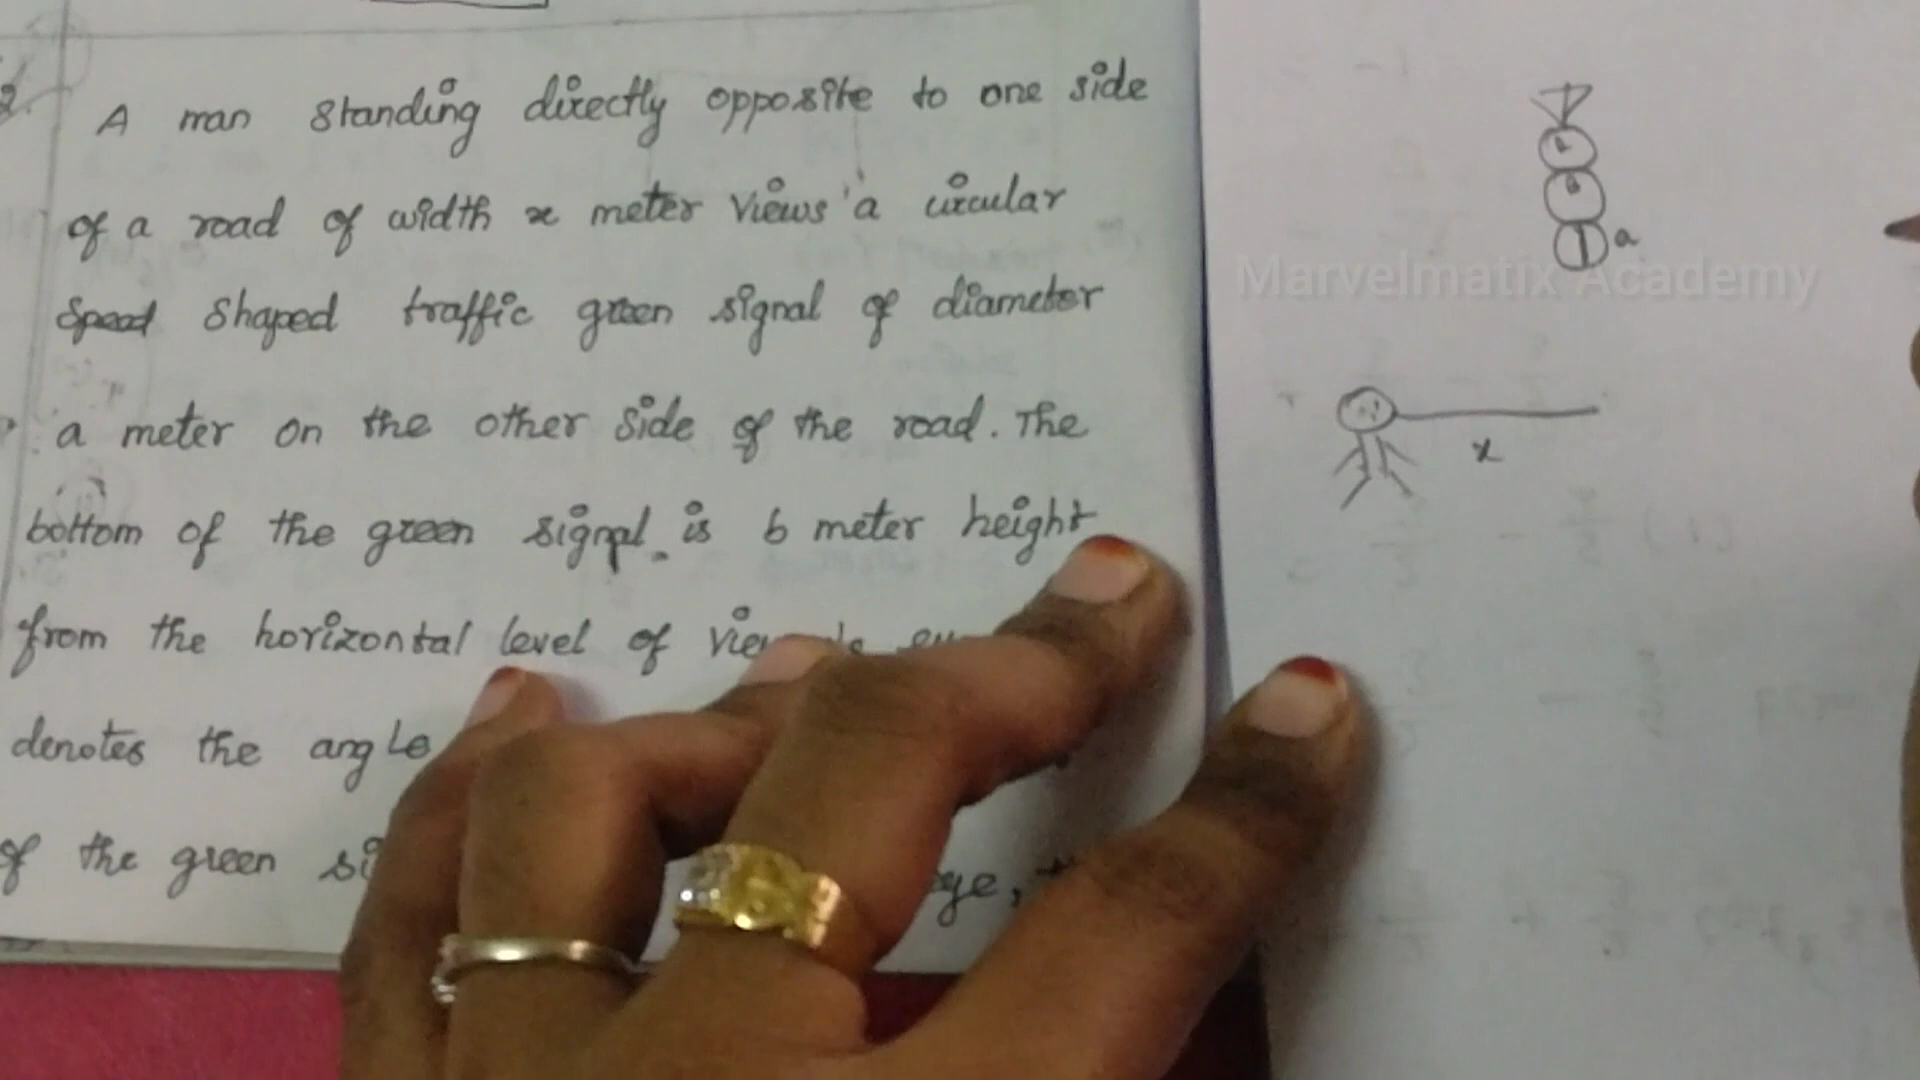 A man standing directly opposite to one side
of a road of width x meter views a circular
Speed shaped traffic green signal of diameter
a meter on the other side of the road. The
bottom of the green signal is b meter height
from the horizontal level of
denotes the angle
of the green
a
Marvelmatix Academy
x